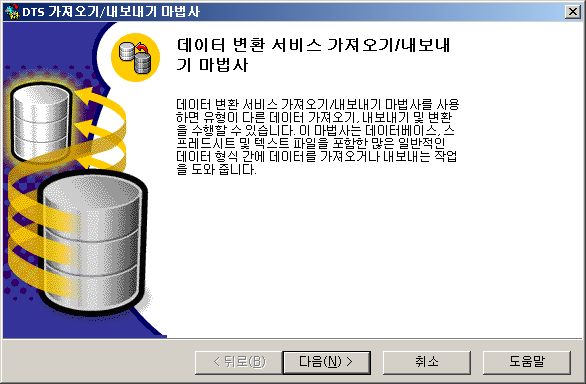 DTS 가져오기/내보내기 마법사
데이터 변환 서비스 가져오기/내보내
기 마법사
데이터 변환 서비스 가져오기/내보내기 마법사를 사용
하면 유형이 다른 데이터 가져오기, 내보내기 및 변환
을 수행할 수 있습니다. 이 마법사는 데이터베이스, 스
프레드시트 및 텍스트 파일을 포함한 많은 일반적인
데이터 형식 간에 데이터를 가져오거나 내보내는 작업
을 도와 줍니다.
< 뒤로(B) 다음(N) > 취소 도움말